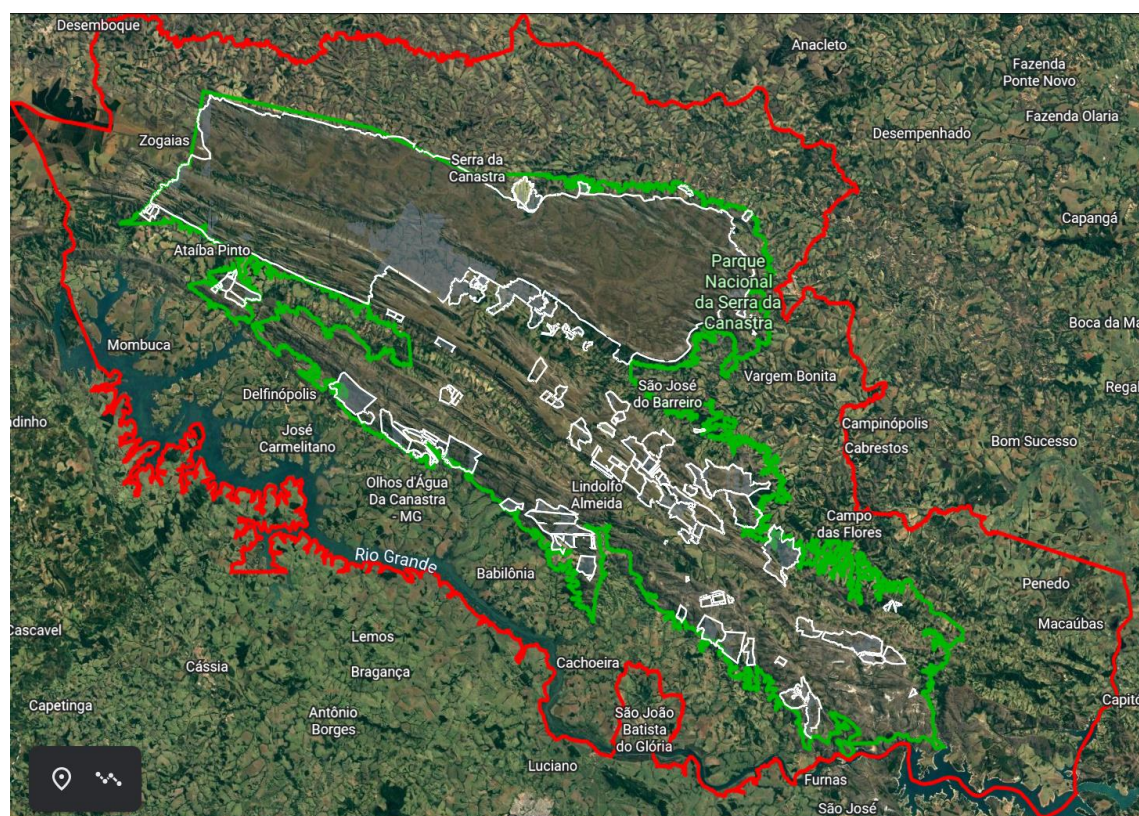 Desemboque
Anacleto
Fazenda
Ponte Novo
Fazenda Olaria
Desempenhado
Zogaias
Serra da
Canastra
Capangá
Ataíba Pinto
Parque
Nacional
da Serra da
Canastra
Boca da Ma
Mombuca
Vargem Bonita
São José
do Barreiro
Regal
Delfinópolis
ndinho
José
Carmelitano
Campinópolis
Cabrestos
Bom Sucesso
Olhos d'Água
Da Canastra
- MG
Lindolfo
Almeida
Campo
das Flores
Rio Grande
Babilônia
Penedo
Cascavel
Macaúbas
Lemos
Cássia
Bragança
Cachoeira
Capitó
Capetinga
Antônio
Borges
São João
Batista
do Glória
Luciano
Furnas
São José